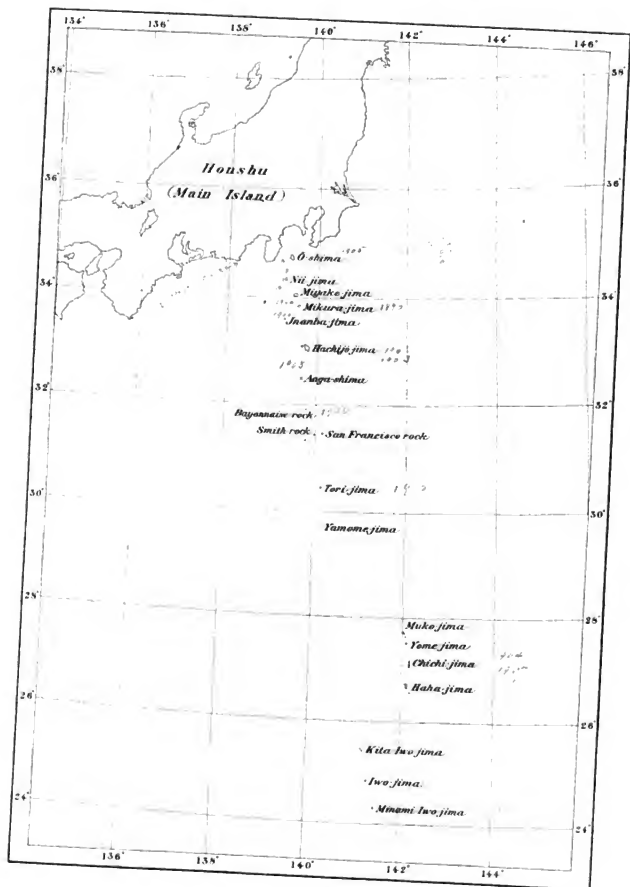 134° 136° 138° 140° 142° 144° 146°
38° 38°
Honshu
(Main Island)
36° 36°
O-shima
Nii jima
34° 34°
Miyake-jima
Mikura-jima
Inanba-jima
Hachijo jima
Aoga-shima
32° 32°
Bayonnaise rock
Smith rock San Francisco rock
30° 30°
Tori-jima
Yamome jima
28° 28°
Muko-jima
Yome-jima
Chichi-jima
Haha-jima
26° 26°
Kita Iwo jima
Iwo-jima
Minami Iwo jima
24° 24°
136° 138° 140° 142° 144°